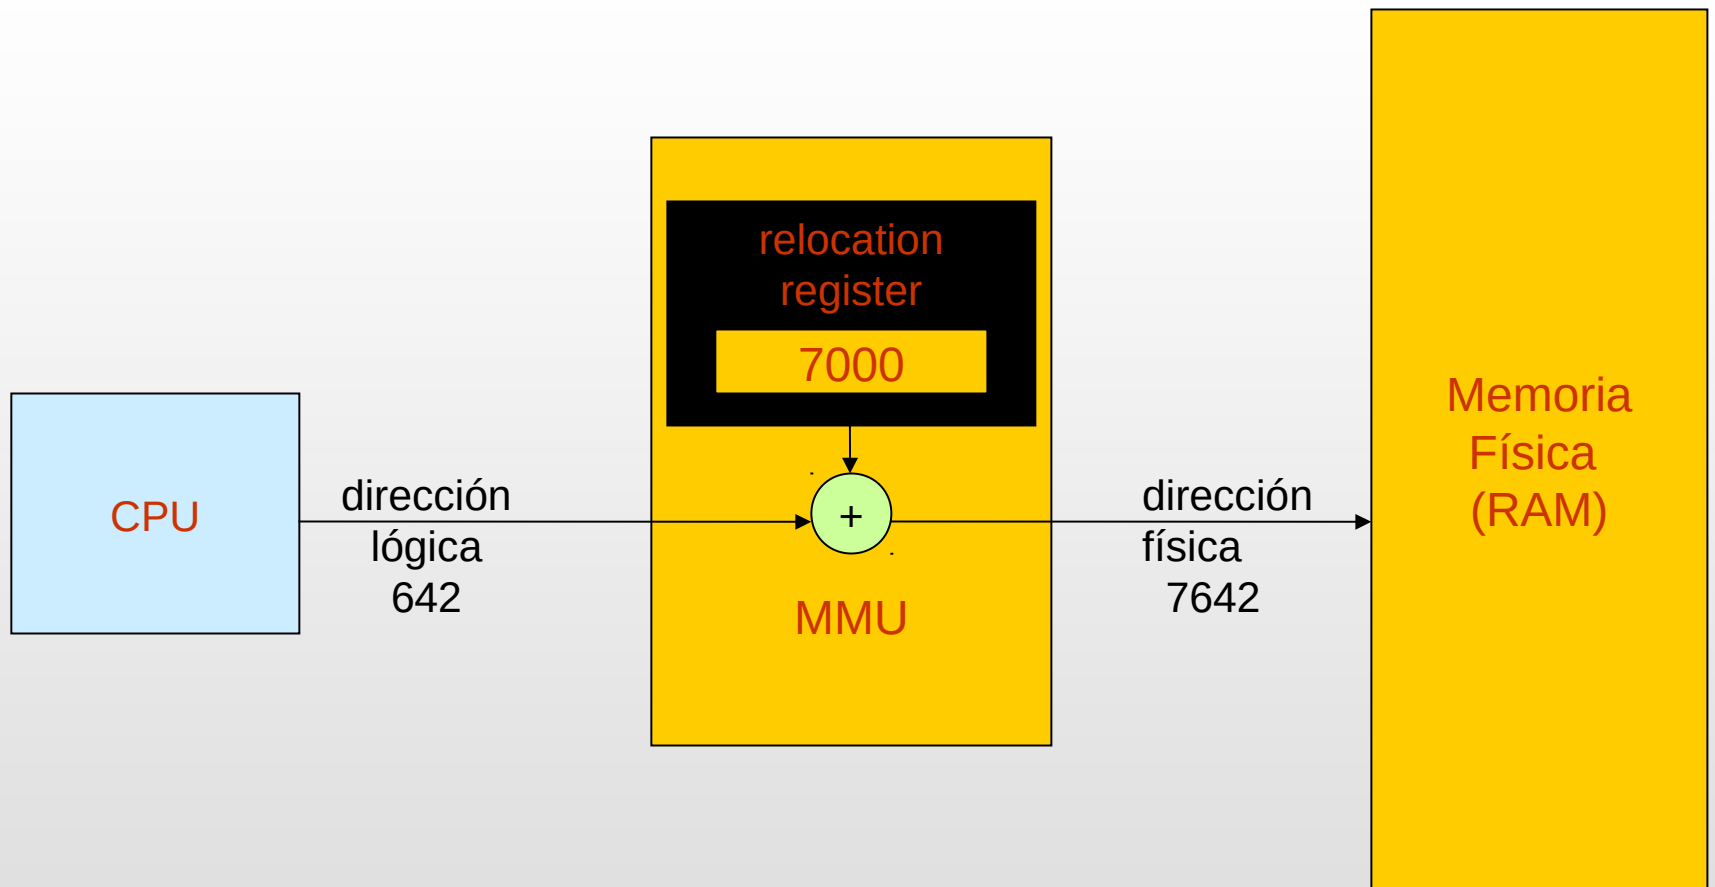 CPU
dirección
lógica
642
relocation
register
7000
+
MMU
dirección
física
7642
Memoria
Física
(RAM)